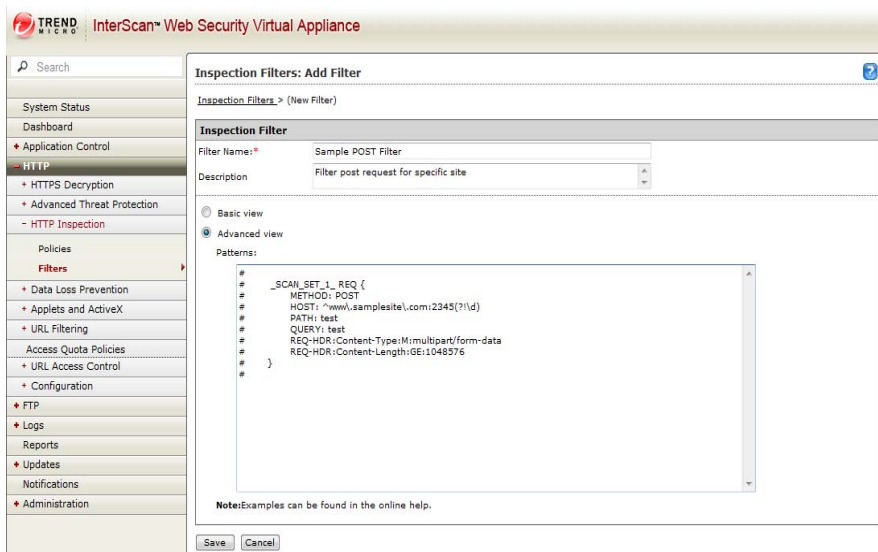 TREND MICRO InterScan™ Web Security Virtual Appliance
Search
System Status
Dashboard
+ Application Control
- HTTP
+ HTTPS Decryption
+ Advanced Threat Protection
- HTTP Inspection
Policies
Filters
+ Data Loss Prevention
+ Applets and ActiveX
+ URL Filtering
Access Quota Policies
+ URL Access Control
+ Configuration
+ FTP
+ Logs
Reports
+ Updates
Notifications
+ Administration
Inspection Filters: Add Filter
?
Inspection Filters > (New Filter)
Inspection Filter
Filter Name:* Sample POST Filter
Description Filter post request for specific site
Basic view
Advanced view
Patterns:
#
# _SCAN_SET_1_ REQ {
# METHOD: POST
# HOST: ^www\.samplesite\.com:2345(?!\d)
# PATH: test
# QUERY: test
# REQ-HDR:Content-Type:M:multipart/form-data
# REQ-HDR:Content-Length:GE:1048576
# }
#
Note:Examples can be found in the online help.
Save Cancel